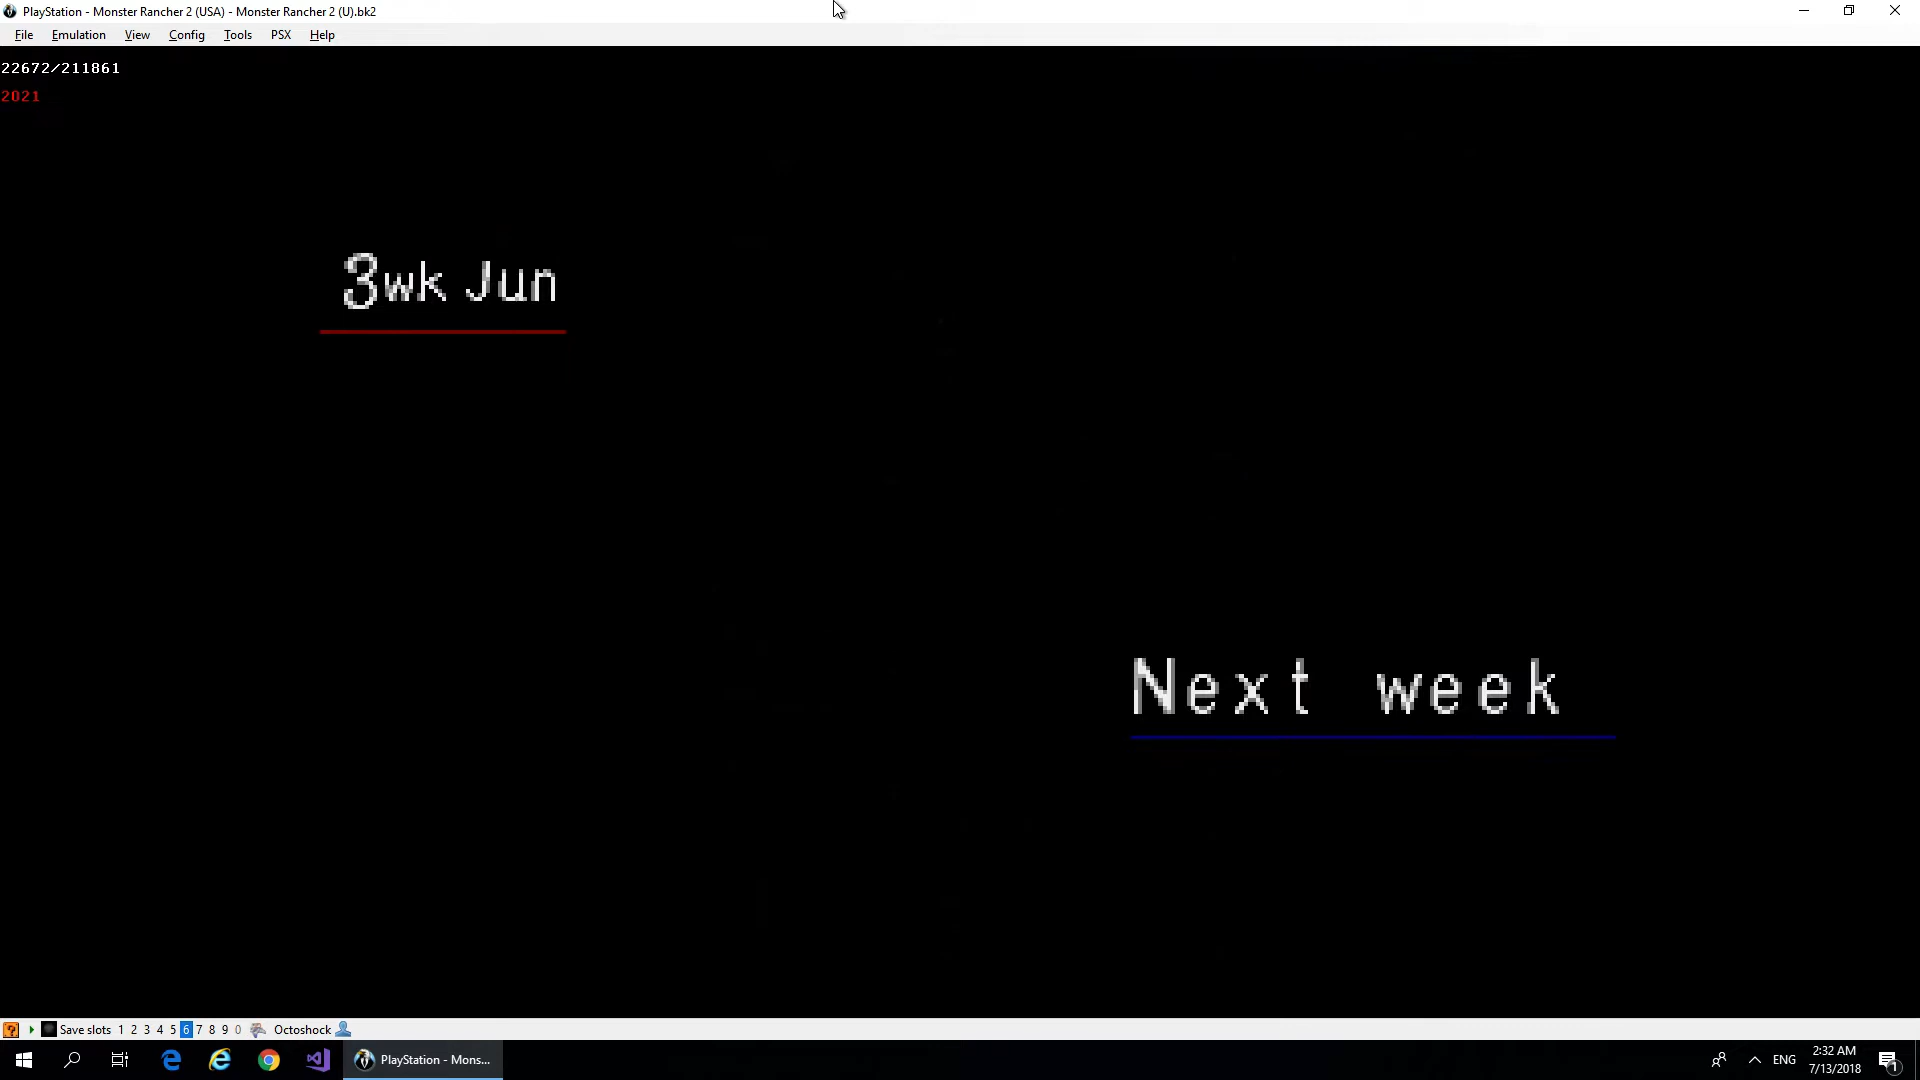 PlayStation - Monster Rancher 2 (USA) - Monster Rancher 2 (U).bk2
File Emulation View Config Tools PSX Help
22672/211861
2021
3wk Jun
Next week
Save slots 1 2 3 4 5 6 7 8 9 0 Octoshock
PlayStation - Mons...
ENG
2:32 AM
7/13/2018
1